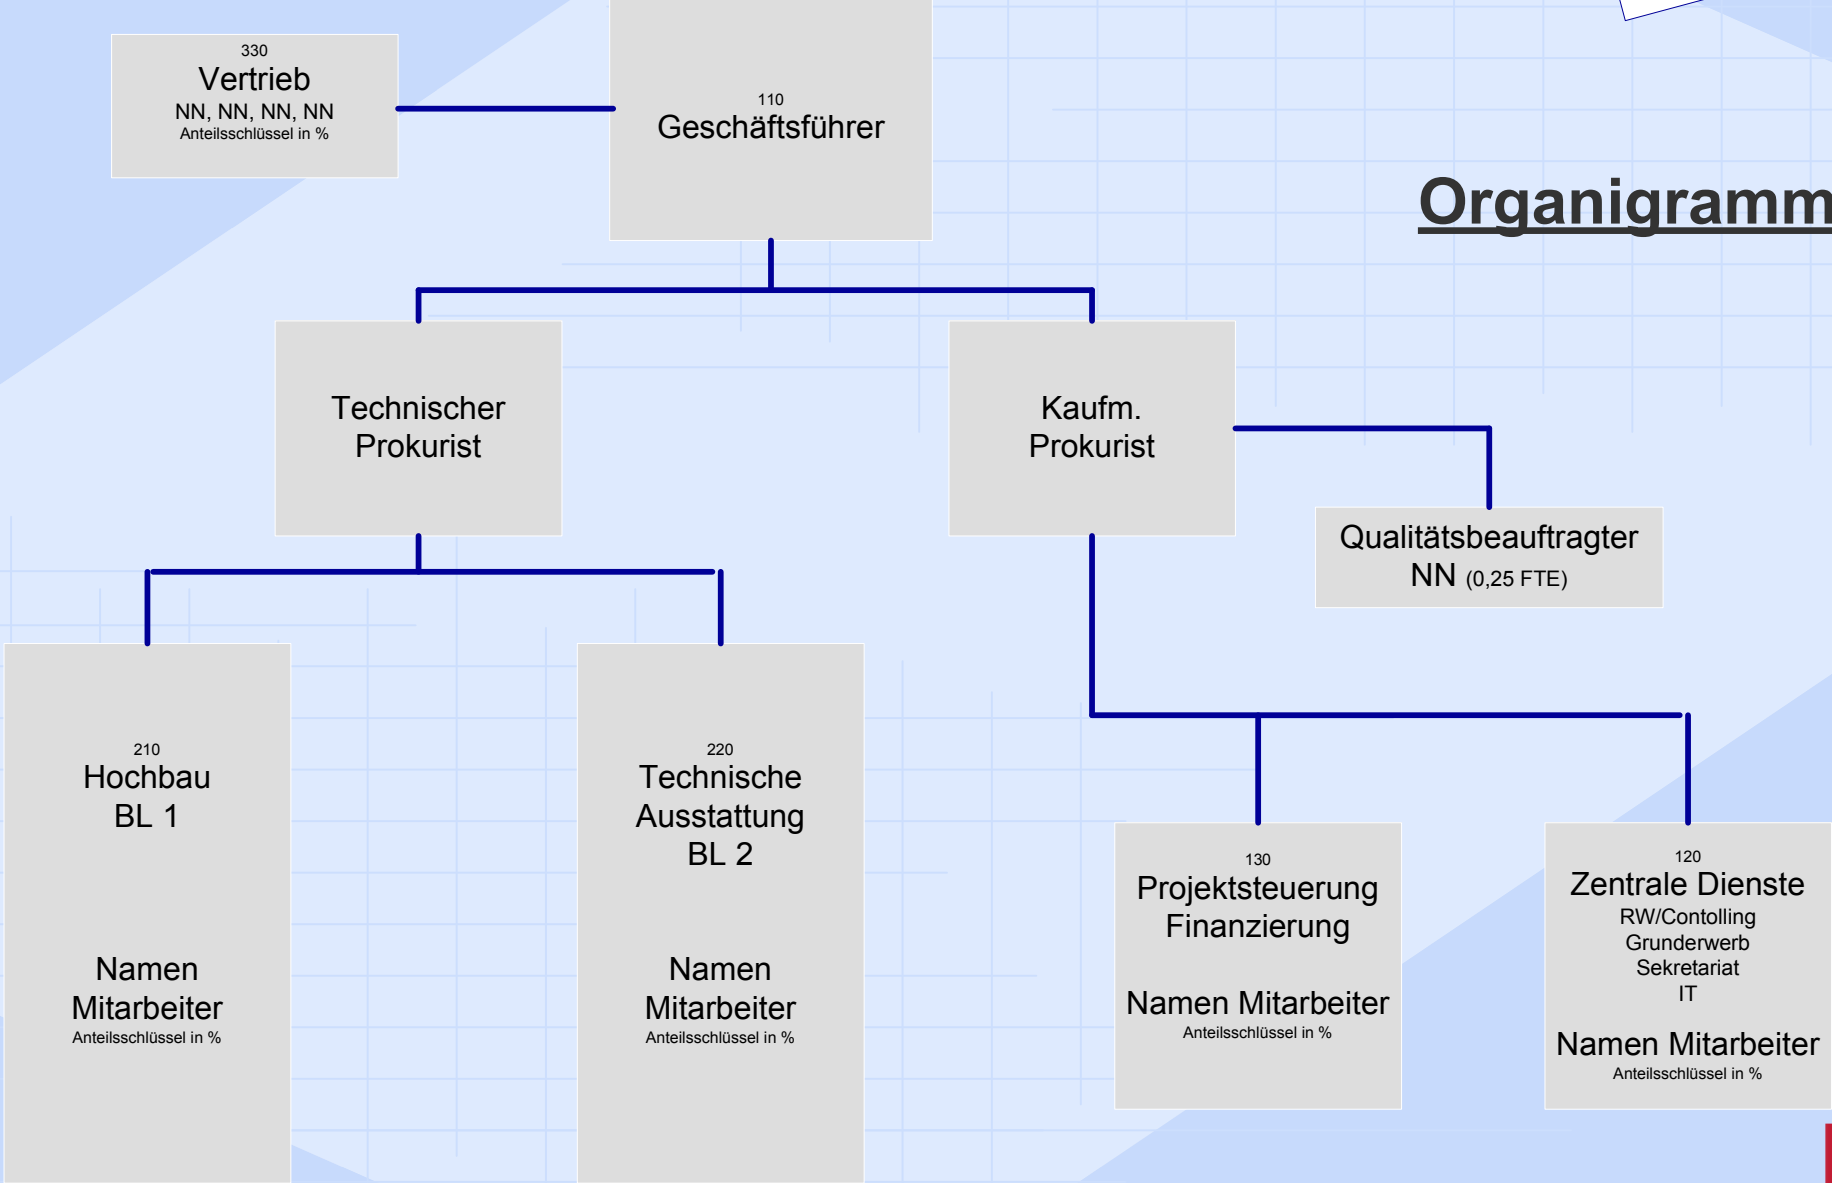 330
Vertrieb
NN, NN, NN, NN
Anteilsschlüssel in %
110
Geschäftsführer
Organigramm
Technischer
Prokurist
Kaufm.
Prokurist
Qualitätsbeauftragter
NN (0,25 FTE)
210
Hochbau
BL 1
Namen
Mitarbeiter
Anteilsschlüssel in %
220
Technische
Ausstattung
BL 2
Namen
Mitarbeiter
Anteilsschlüssel in %
130
Projektsteuerung
Finanzierung
Namen Mitarbeiter
Anteilsschlüssel in %
120
Zentrale Dienste
RW/Contolling
Grunderwerb
Sekretariat
IT
Namen Mitarbeiter
Anteilsschlüssel in %